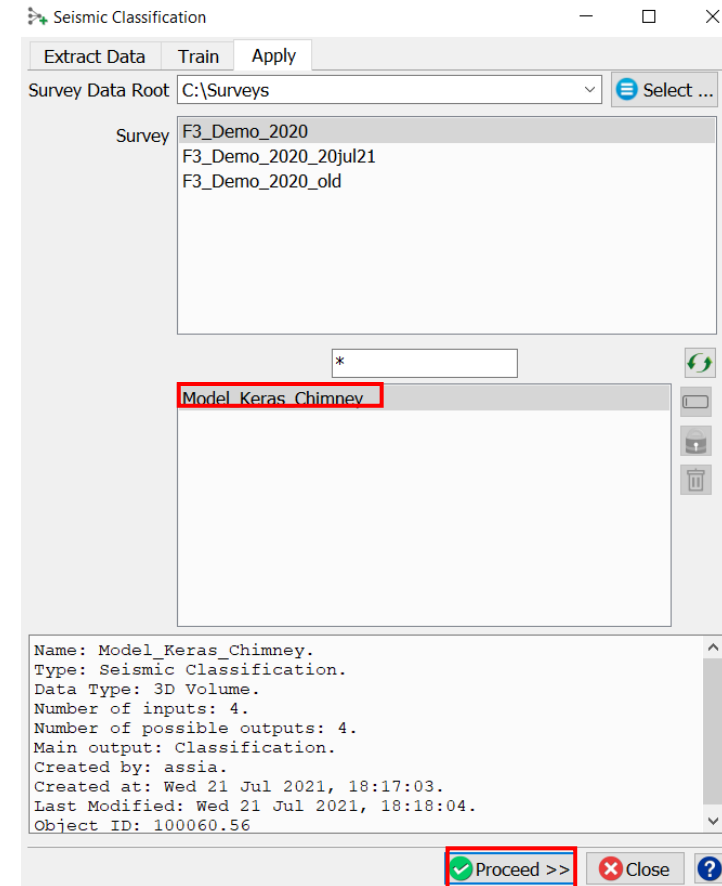 Seismic Classification
Extract Data Train Apply
Survey Data Root C:\Surveys Select ...
Survey F3_Demo_2020
F3_Demo_2020_20jul21
F3_Demo_2020_old
*
Model_Keras_Chimney
Name: Model_Keras_Chimney.
Type: Seismic Classification.
Data Type: 3D Volume.
Number of inputs: 4.
Number of possible outputs: 4.
Main output: Classification.
Created by: assia.
Created at: Wed 21 Jul 2021, 18:17:03.
Last Modified: Wed 21 Jul 2021, 18:18:04.
Object ID: 100060.56
Proceed >> Close ?